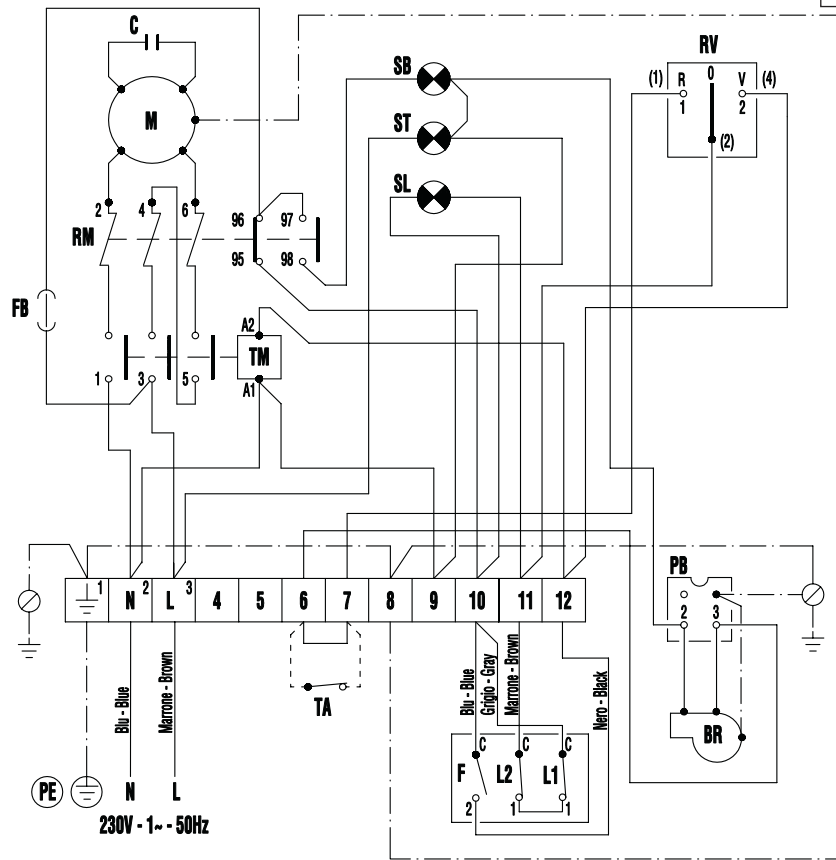 C
M
SB
ST
SL
RV
(1) R 0 V (4)
1 2
(2)
2 4 6
RM
96 97
95 98
FB
A2
TM
A1
1 3 5
PB
2 3
1 N 2 L 3 4 5 6 7 8 9 10 11 12
TA
Blu - Blue
Marrone - Brown
Blu - Blue
Grigio - Gray
Marrone - Brown
Nero - Black
BR
C C C
F L2 L1
2 1 1
PE N L
230V - 1~ - 50Hz